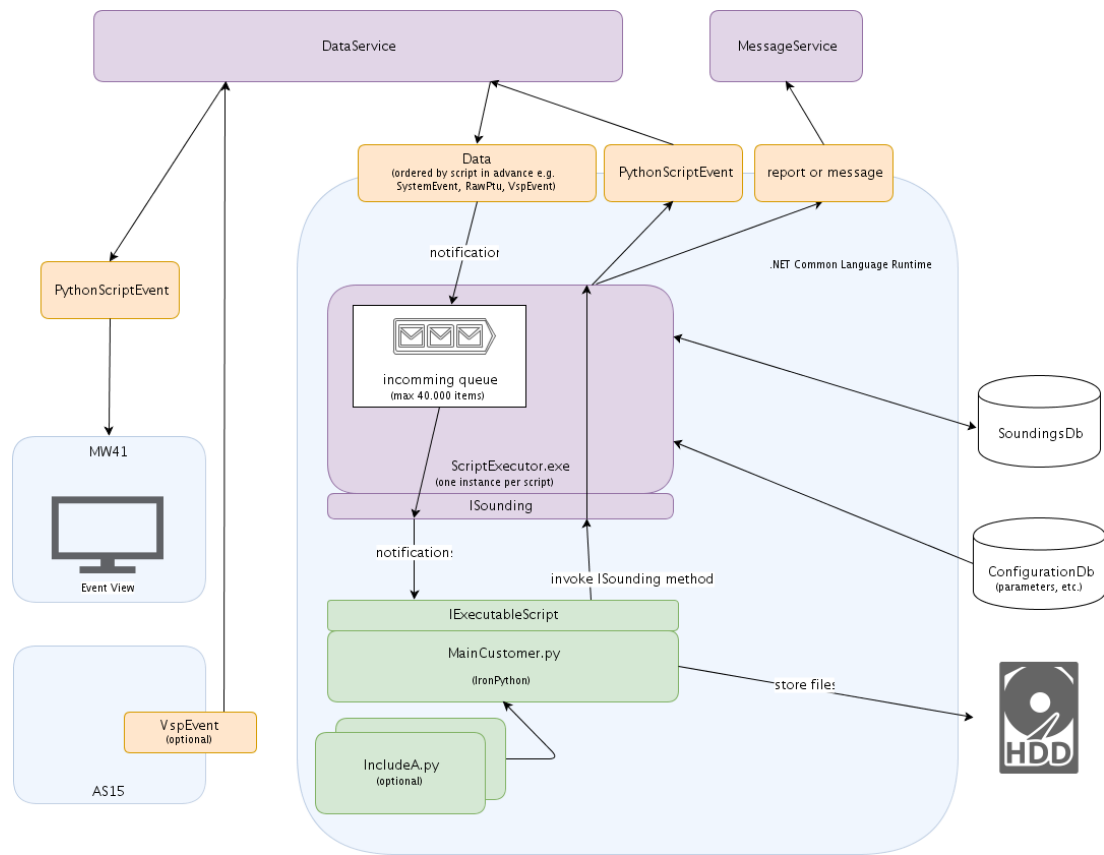 DataService
MessageService
Data
(ordered by script in advance e.g.
SystemEvent, RawPtu, VspEvent)
PythonScriptEvent
report or message
notification
.NET Common Language Runtime
PythonScriptEvent
incomming queue
(max 40.000 items)
SoundingsDb
MW41
ScriptExecutor.exe
(one instance per script)
ISounding
notifications
invoke ISounding method
ConfigurationDb
(parameters, etc.)
Event View
IExecutableScript
MainCustomer.py
(IronPython)
store files
VspEvent
(optional)
HDD
IncludeA.py
(optional)
AS15